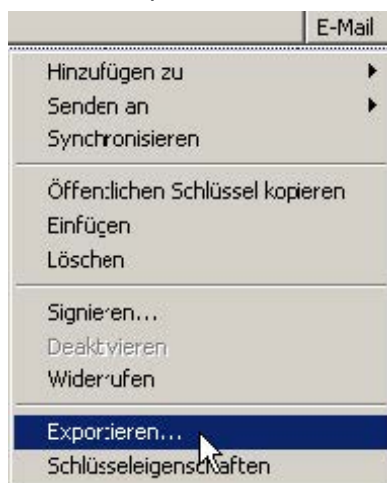 E-Mail
Hinzufügen zu
Senden an
Synchronisieren
Öffentlichen Schlüssel kopieren
Einfügen
Löschen
Signieren...
Deaktivieren
Widerrufen
Exportieren...
Schlüsseleigenschaften